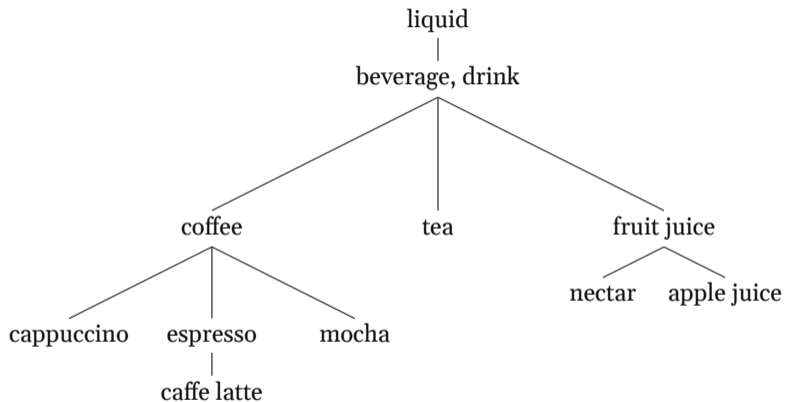 liquid
beverage, drink
coffee tea fruit juice
nectar apple juice
cappuccino espresso mocha
caffe latte